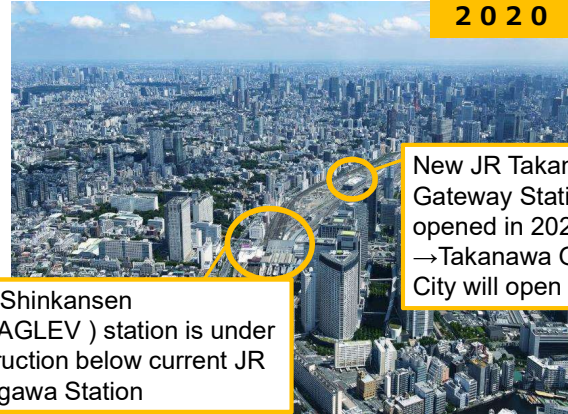 2020
New JR Takan
Gateway Stati
opened in 202
→Takanawa G
City will open
Shinkansen
AGLEV ) station is under
ruction below current JR
gawa Station